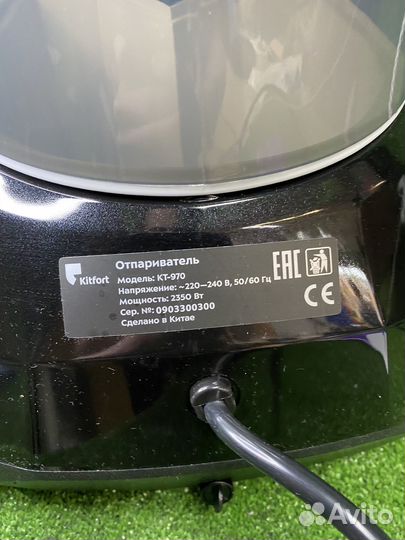 Kitfort
Отпариватель
Модель: КТ-970
Напряжение: ~220—240 В, 50/60 Гц
Мощность: 2350 Вт
Сер. №: 0903300300
Сделано в Китае
EAC
CE
Avito